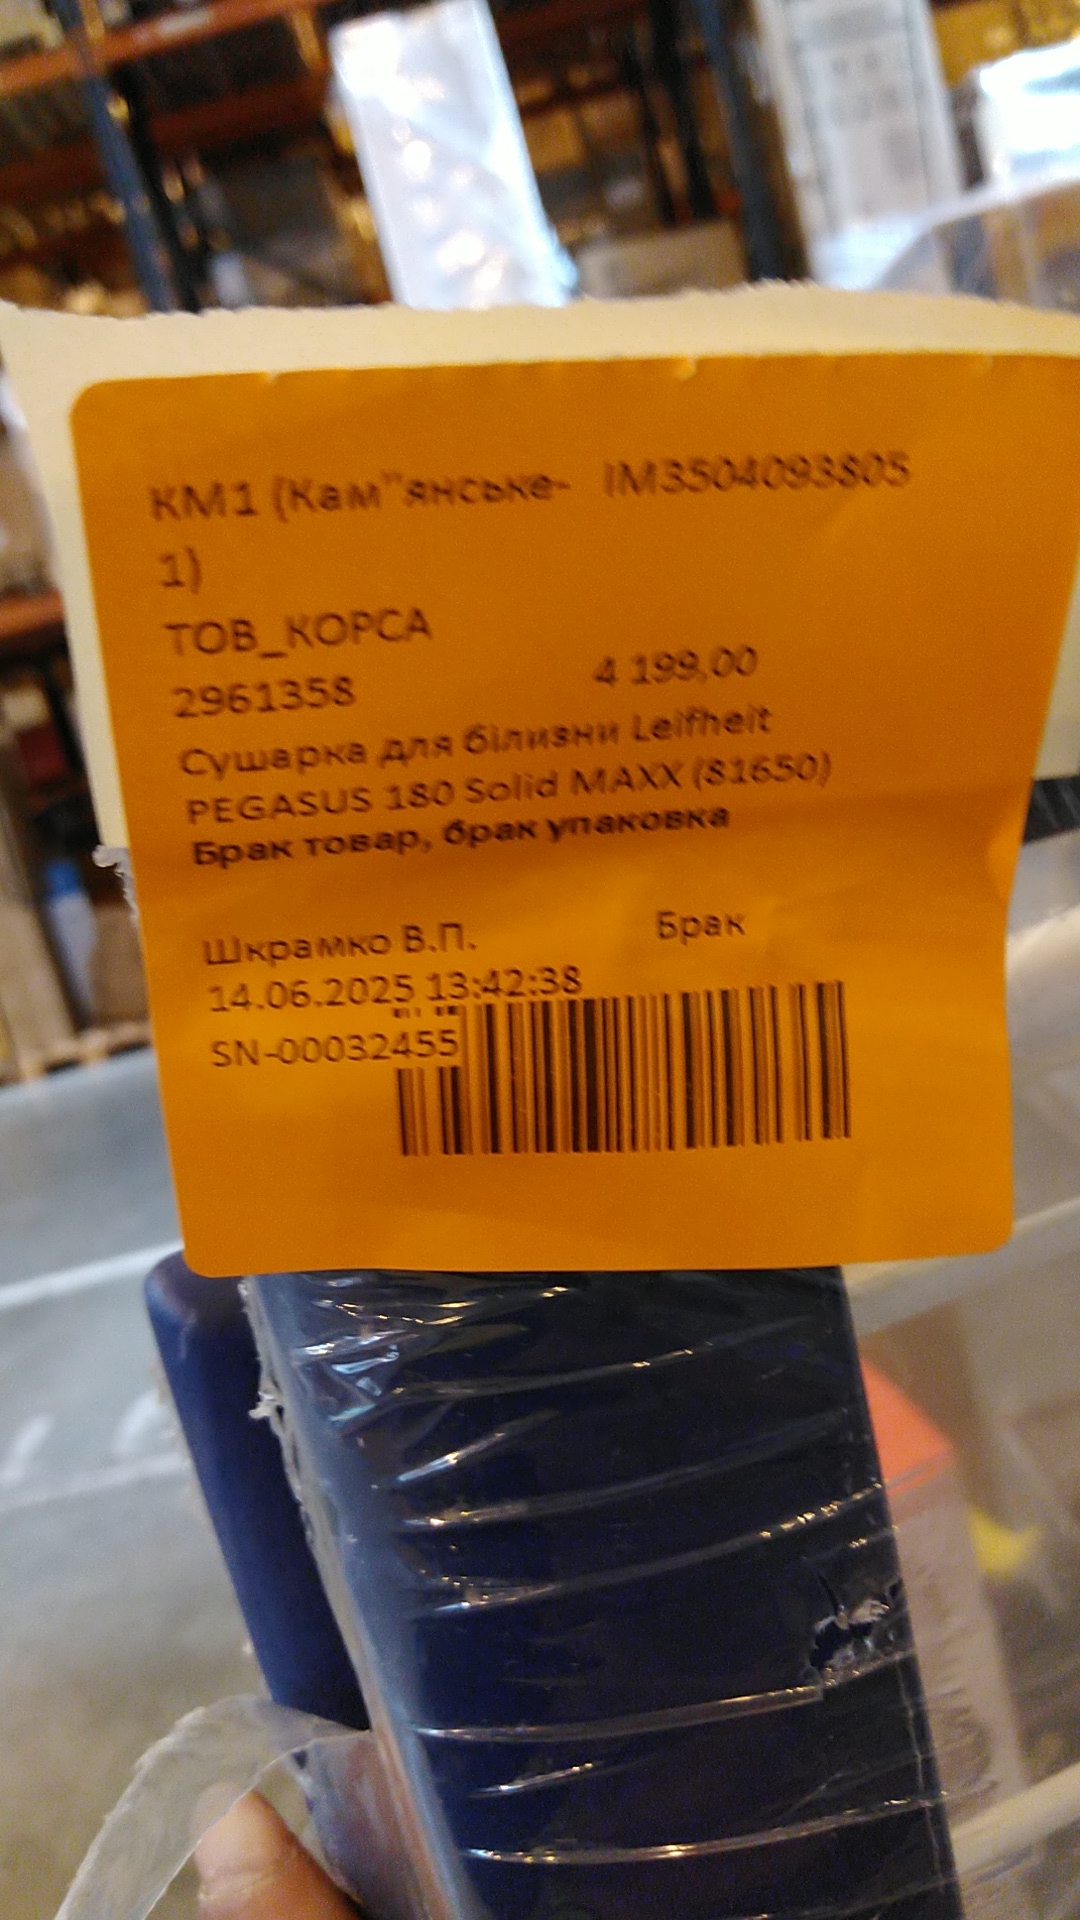 КМ1 (Кам"янське- IM3504093805
1)
ТОВ_КОРСА
2961358 4 199,00
Сушарка для білизни Leifheit
PEGASUS 180 Solid MAXX (81650)
Брак товар, брак упаковка
Шкрамко В.П. Брак
14.06.2025 13:42:38
SN-00032455